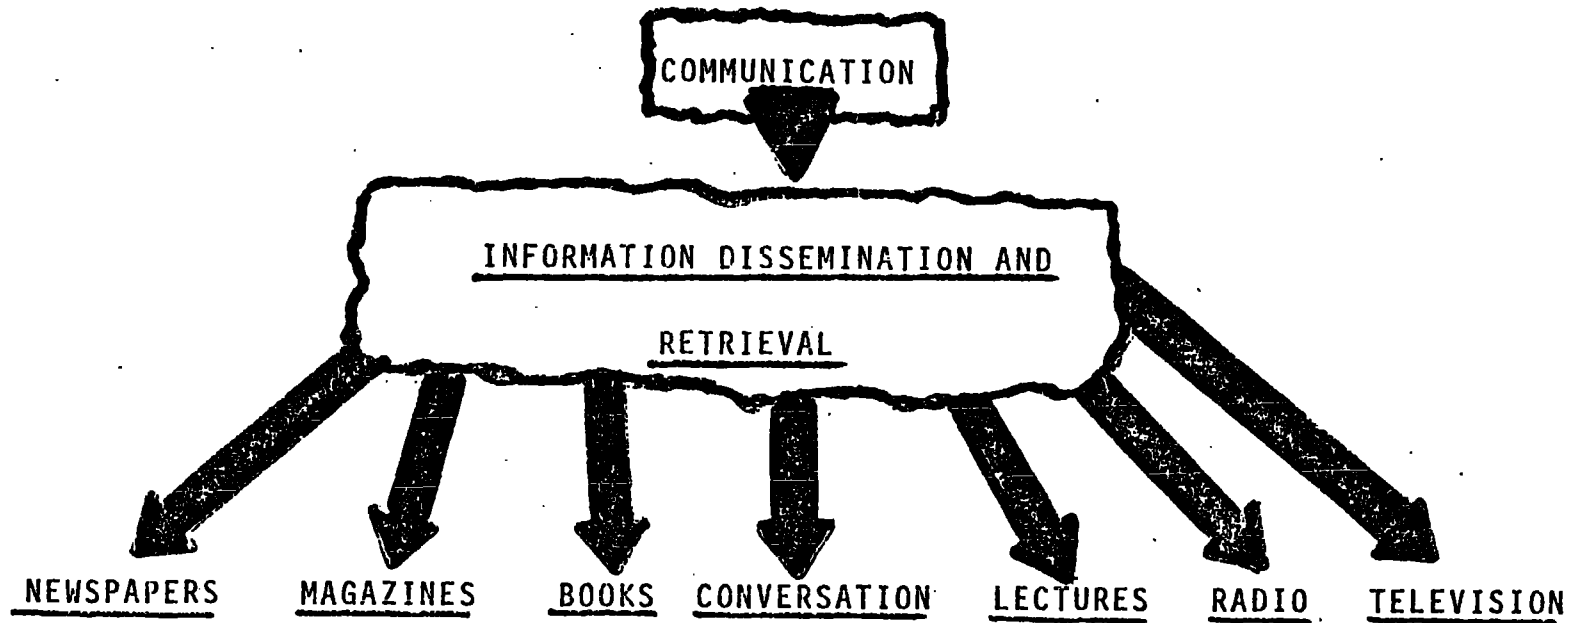 COMMUNICATION
INFORMATION DISSEMINATION AND
RETRIEVAL
NEWSPAPERS MAGAZINES BOOKS CONVERSATION LECTURES RADIO TELEVISION